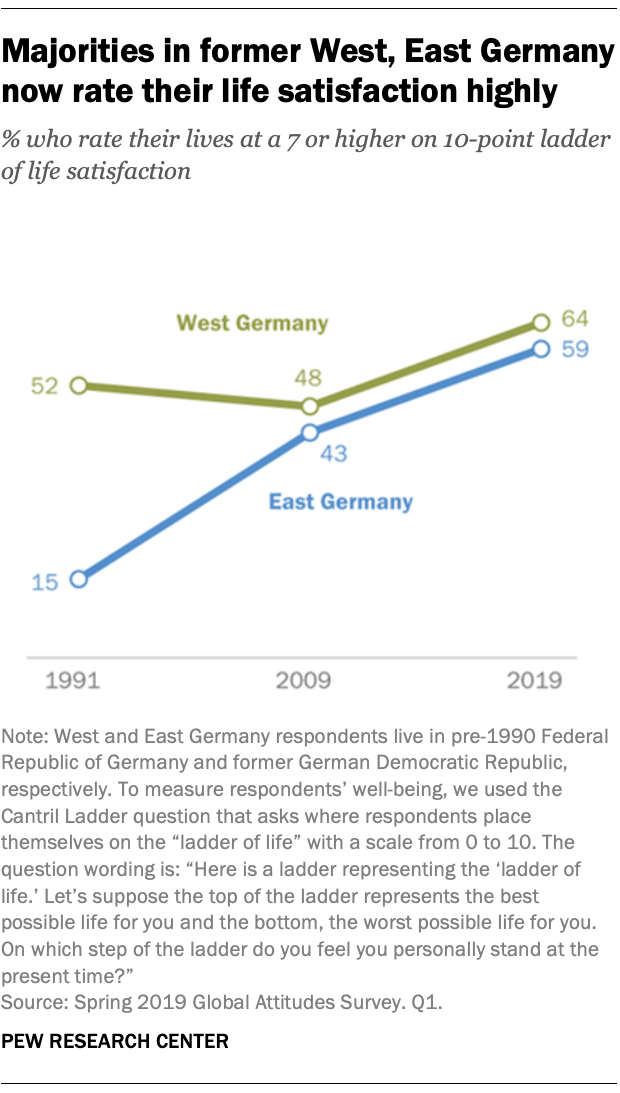 Majorities in former West, East Germany
now rate their life satisfaction highly
% who rate their lives at a 7 or higher on 10-point ladder
of life satisfaction
West Germany
64
59
52
48
43
East Germany
15
1991 2009 2019
Note: West and East Germany respondents live in pre-1990 Federal
Republic of Germany and former German Democratic Republic,
respectively. To measure respondents’ well-being, we used the
Cantril Ladder question that asks where respondents place
themselves on the “ladder of life” with a scale from 0 to 10. The
question wording is: “Here is a ladder representing the ‘ladder of
life.’ Let’s suppose the top of the ladder represents the best
possible life for you and the bottom, the worst possible life for you.
On which step of the ladder do you feel you personally stand at the
present time?”
Source: Spring 2019 Global Attitudes Survey. Q1.
PEW RESEARCH CENTER